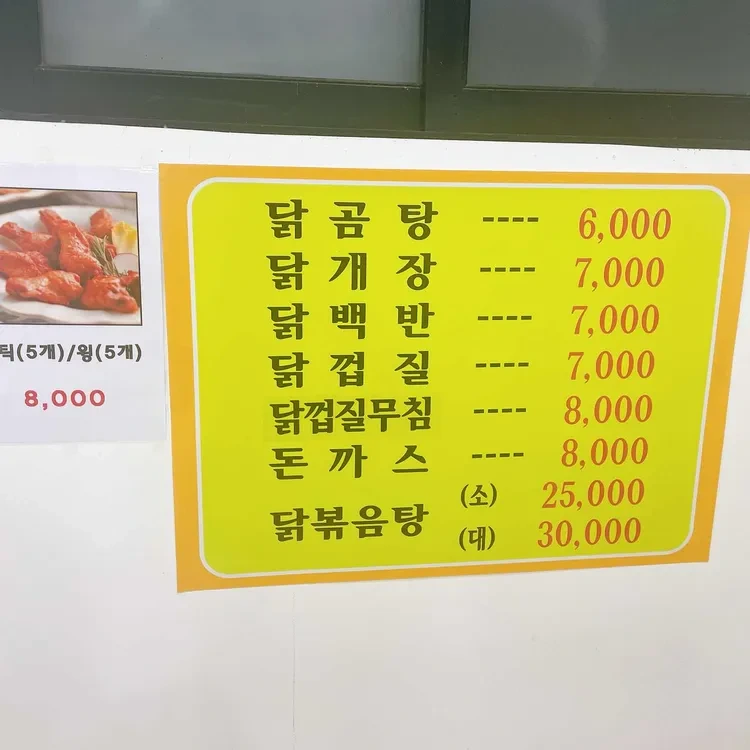 틱(5개)/윙(5개)
8,000
닭곰탕 ---- 6,000
닭개장 ---- 7,000
닭백반 ---- 7,000
닭껍질 ---- 7,000
닭껍질무침 ---- 8,000
돈까스 ---- 8,000
닭볶음탕 (소) 25,000
(대) 30,000